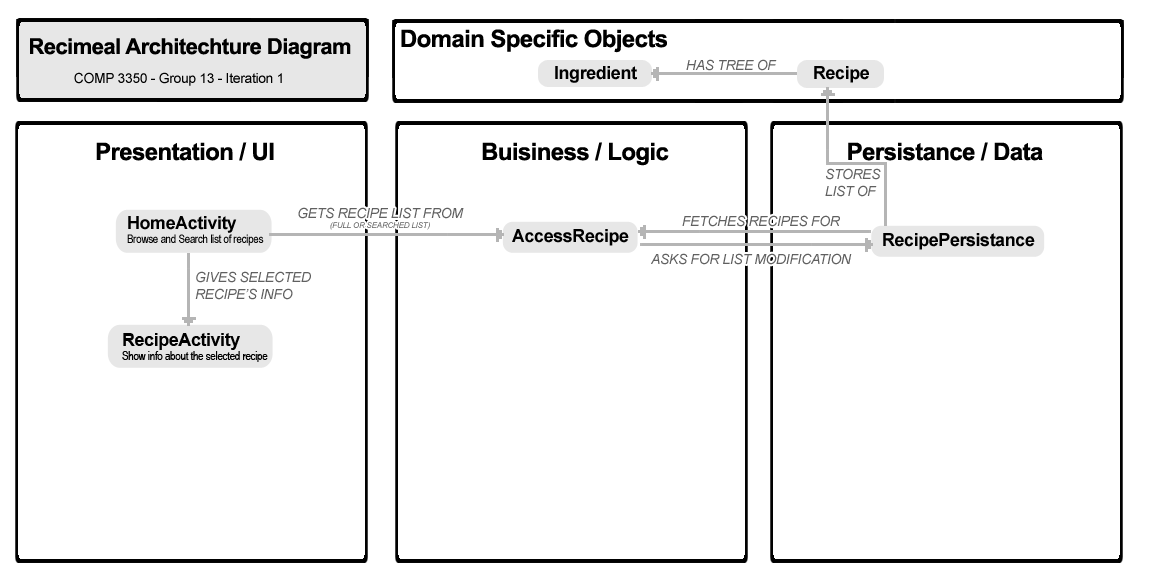 Recimeal Architechture Diagram
COMP 3350 - Group 13 - Iteration 1
Domain Specific Objects
Ingredient
HAS TREE OF
Recipe
Presentation / UI
Buisiness / Logic
Persistance / Data
STORES
LIST OF
HomeActivity
Browse and Search list of recipes
GETS RECIPE LIST FROM
(FULL OR SEARCHED LIST)
AccessRecipe
FETCHES RECIPES FOR
RecipePersistance
ASKS FOR LIST MODIFICATION
GIVES SELECTED
RECIPE'S INFO
RecipeActivity
Show info about the selected recipe